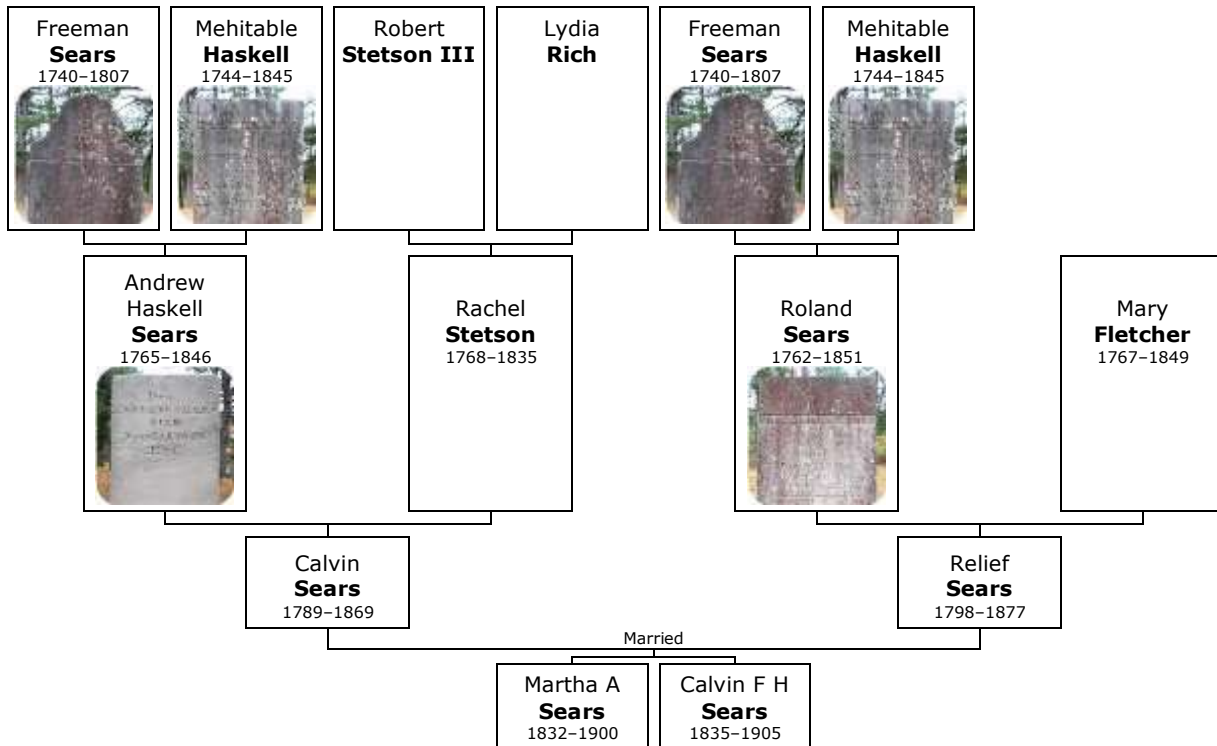 Freeman
Sears
1740–1807
Mehitable
Haskell
1744–1845
Robert
Stetson III
Lydia
Rich
Freeman
Sears
1740–1807
Mehitable
Haskell
1744–1845
Andrew
Haskell
Sears
1765–1846
Rachel
Stetson
1768–1835
Roland
Sears
1762–1851
Mary
Fletcher
1767–1849
Calvin
Sears
1789–1869
Relief
Sears
1798–1877
Married
Martha A
Sears
1832–1900
Calvin F H
Sears
1835–1905